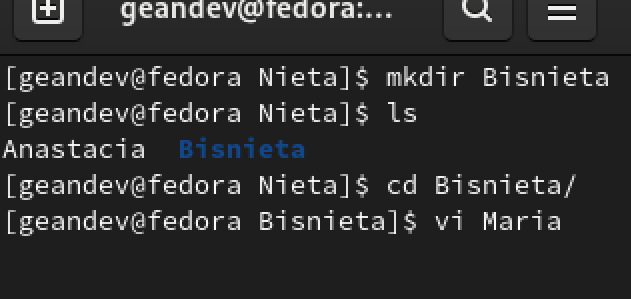 geandev@fedora:...
[geandev@fedora Nieta]$ mkdir Bisnieta
[geandev@fedora Nieta]$ ls
Anastacia  Bisnieta
[geandev@fedora Nieta]$ cd Bisnieta/
[geandev@fedora Bisnieta]$ vi Maria